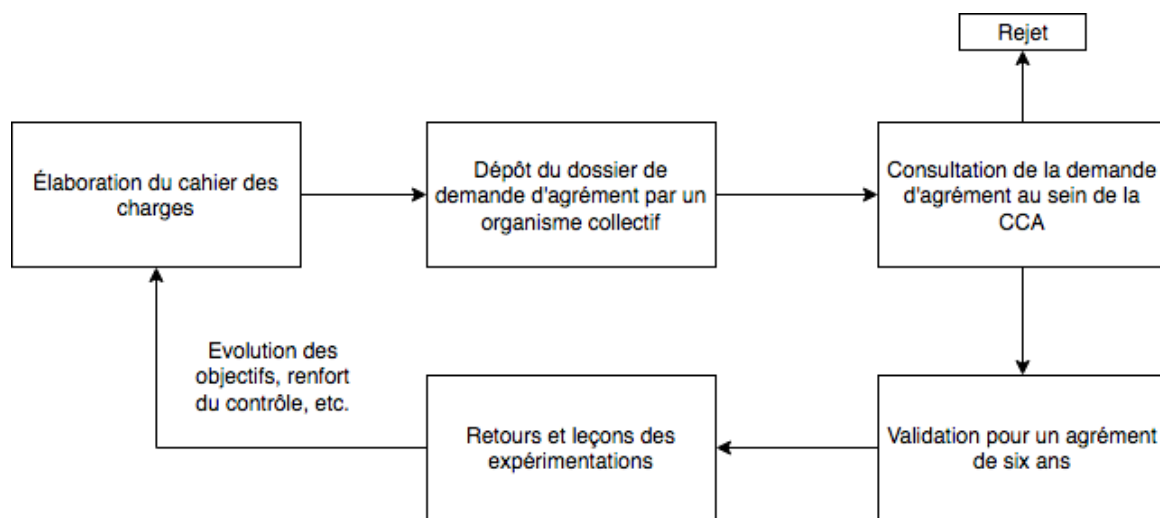 Rejet
Élaboration du cahier des
charges
Dépôt du dossier de
demande d'agrément par un
organisme collectif
Consultation de la demande
d'agrément au sein de la
CCA
Evolution des
objectifs, renfort
du contrôle, etc.
Retours et leçons des
expérimentations
Validation pour un agrément
de six ans